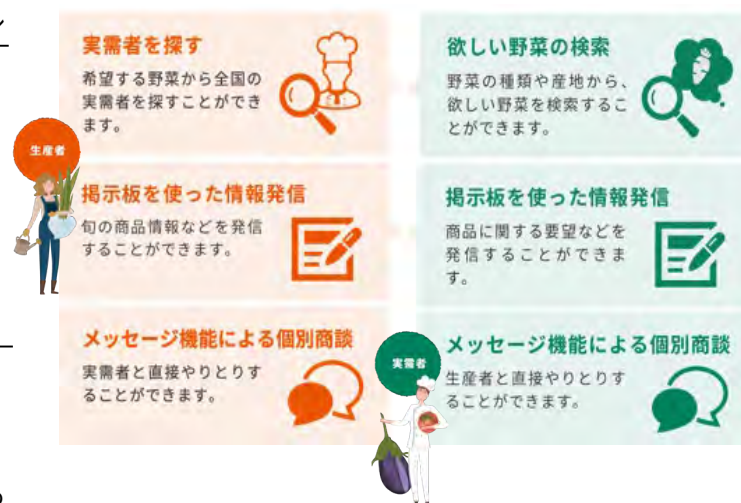 実需者を探す
希望する野菜から全国の
実需者を探すことができ
ます。
生産者
掲示板を使った情報発信
旬の商品情報などを発信
することができます。
メッセージ機能による個別商談
実需者と直接やりとりす
ることができます。
欲しい野菜の検索
野菜の種類や産地から、
欲しい野菜を検索するこ
とができます。
掲示板を使った情報発信
商品に関する要望などを
発信することができま
す。
実需者
メッセージ機能による個別商談
生産者と直接やりとりす
ることができます。